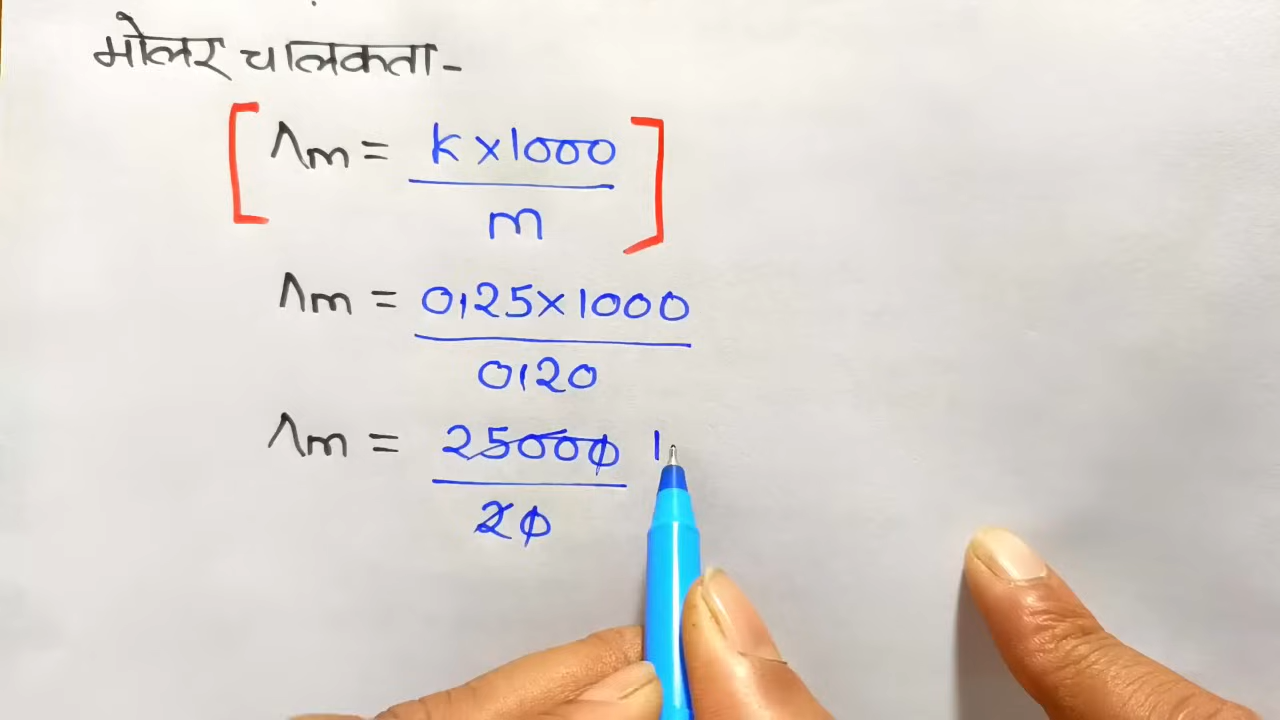 मोलर चालकता -
[ Λm = K × 1000 / m ]
Λm = 0.25 × 1000 / 0.20
Λm = 25000 / 20 1